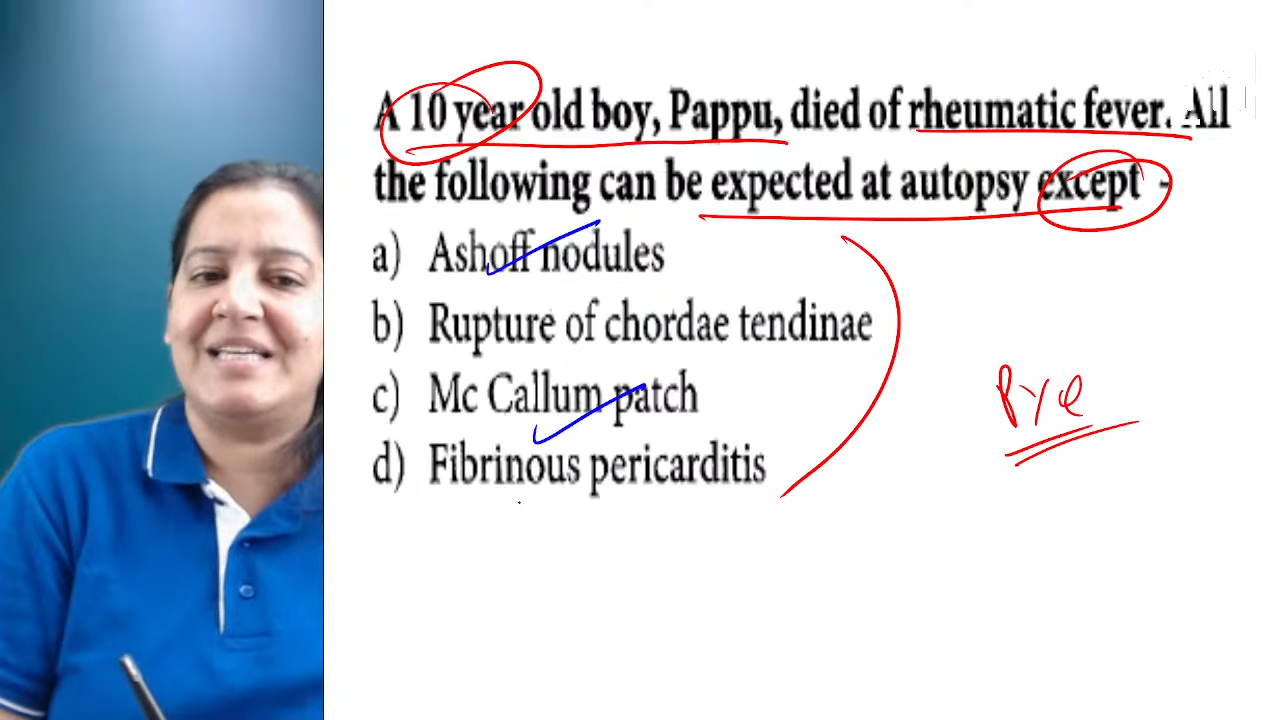 A 10 year old boy, Pappu, died of rheumatic fever. All
the following can be expected at autopsy except -
a) Ashoff nodules
b) Rupture of chordae tendinae
c) Mc Callum patch
d) Fibrinous pericarditis